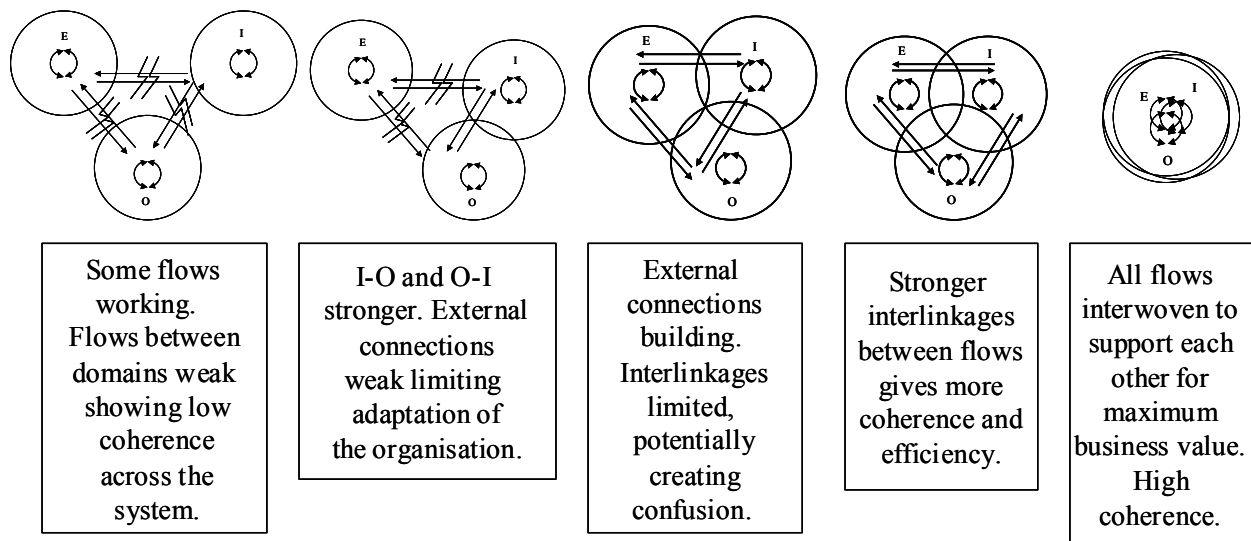 E
I
O
E
I
O
E
I
O
E
I
O
E
I
O
Some flows
working.
Flows between
domains weak
showing low
coherence
across the
system.
I-O and O-I
stronger. External
connections
weak limiting
adaptation of
the organisation.
External
connections
building.
Interlinkages
limited,
potentially
creating
confusion.
Stronger
interlinkages
between flows
gives more
coherence and
efficiency.
All flows
interwoven to
support each
other for
maximum
business value.
High
coherence.